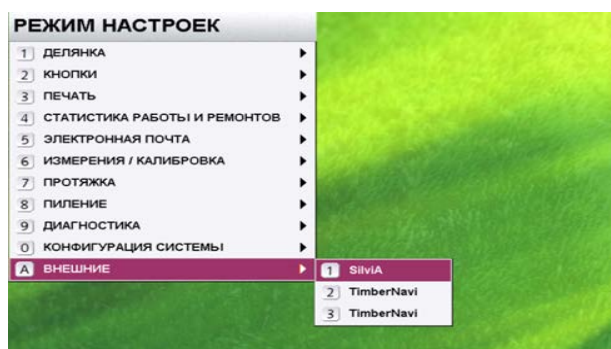 РЕЖИМ НАСТРОЕК
1 ДЕЛЯНКА
2 КНОПКИ
3 ПЕЧАТЬ
4 СТАТИСТИКА РАБОТЫ И РЕМОНТОВ
5 ЭЛЕКТРОННАЯ ПОЧТА
6 ИЗМЕРЕНИЯ / КАЛИБРОВКА
7 ПРОТЯЖКА
8 ПИЛЕНИЕ
9 ДИАГНОСТИКА
0 КОНФИГУРАЦИЯ СИСТЕМЫ
A ВНЕШНИЕ
1 SilviA
2 TimberNavi
3 TimberNavi